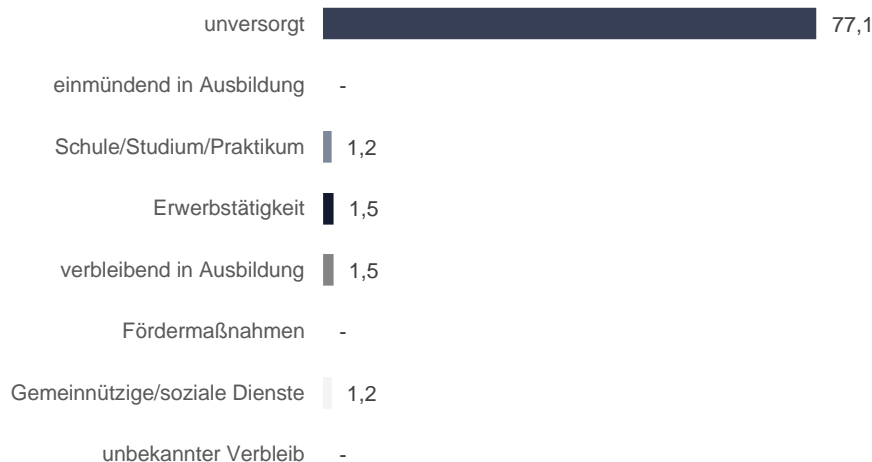 unversorgt 77,1
einmündend in Ausbildung -
Schule/Studium/Praktikum 1,2
Erwerbstätigkeit 1,5
verbleibend in Ausbildung 1,5
Fördermaßnahmen -
Gemeinnützige/soziale Dienste 1,2
unbekannter Verbleib -